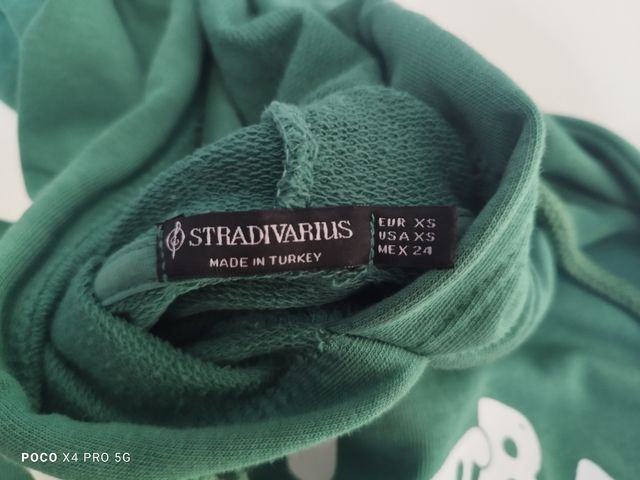 STRADIVARIUS
MADE IN TURKEY
EUR XS
USA XS
MEX 24
POCO X4 PRO 5G